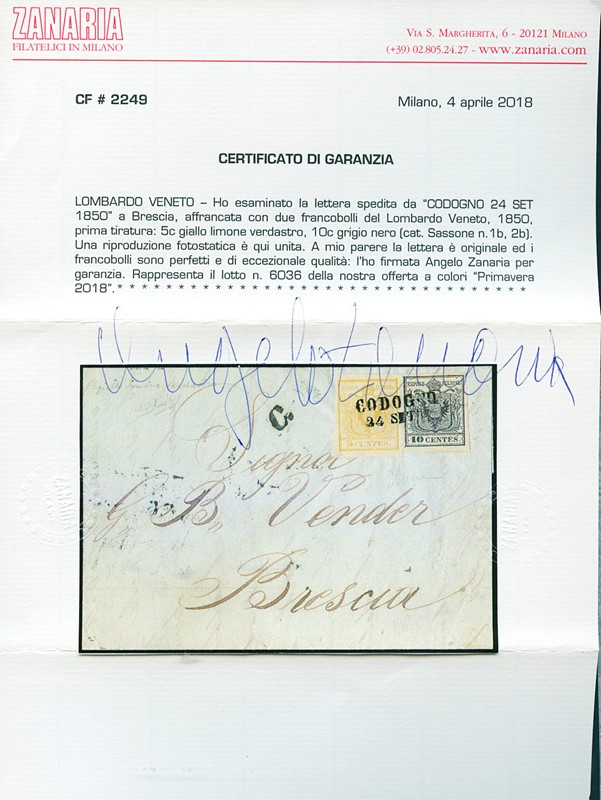 ZANARIA
FILATELICI IN MILANO
VIA S. MARGHERITA, 6 - 20121 MILANO
(+39) 02.805.24.27 - www.zanaria.com
CF # 2249
Milano, 4 aprile 2018
CERTIFICATO DI GARANZIA
LOMBARDO VENETO – Ho esaminato la lettera spedita da "CODOGNO 24 SET
1850" a Brescia, affrancata con due francobolli del Lombardo Veneto, 1850,
prima tiratura: 5c giallo limone verdastro, 10c grigio nero (cat. Sassone n.1b, 2b).
Una riproduzione fotostatica è qui unita. A mio parere la lettera è originale ed i
francobolli sono perfetti e di eccezionale qualità: l'ho firmata Angelo Zanaria per
garanzia. Rappresenta il lotto n. 6036 della nostra offerta a colori "Primavera
2018". * * * * * * * * * * * * * * * * * * * * * * * * * * * * * * * * * * *
Angelo Zanaria
C.
CODOGNO
24 SET
5 CENTES.
10 CENTES.
Vender
Brescia